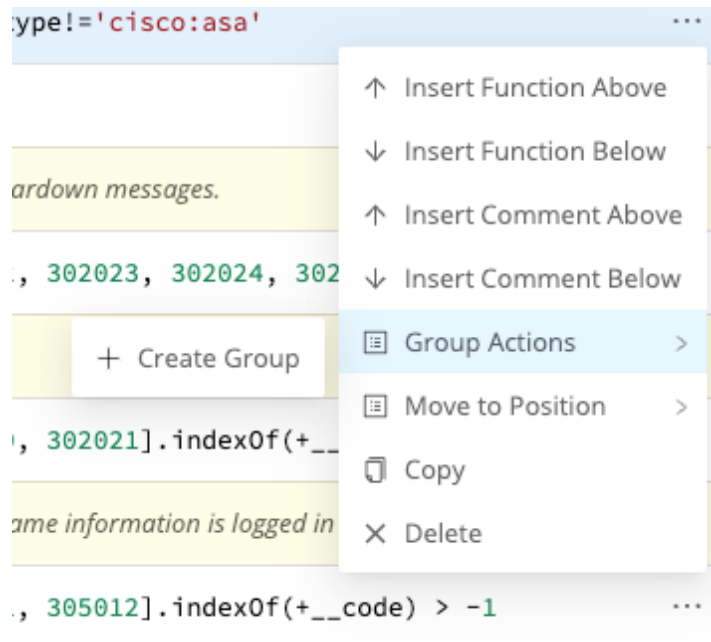 ype!='cisco:asa' ...
Insert Function Above
Insert Function Below
ardown messages.
Insert Comment Above
, 302023, 302024, 302
Insert Comment Below
Group Actions >
+ Create Group
Move to Position >
, 302021].indexOf(+__
Copy
ame information is logged in
Delete
, 305012].indexOf(+__code) > -1 ...